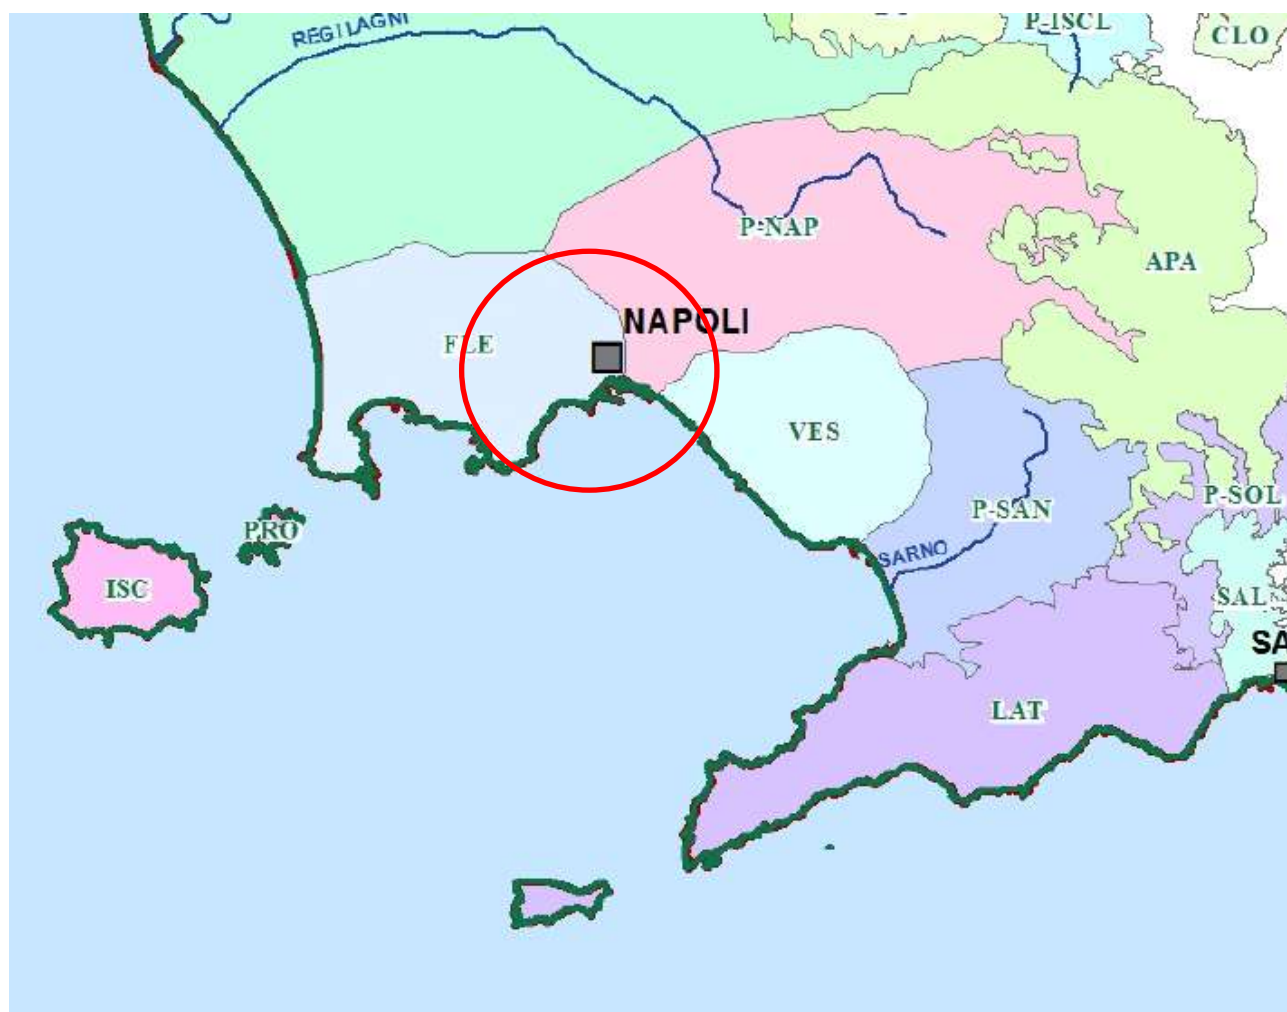 P-ISCL
CLO
REGI LAGNI
P-NAP
APA
NAPOLI
FLE
VES
P-SOL
P-SAN
PRO
SARNO
ISC
SAL
SA
LAT